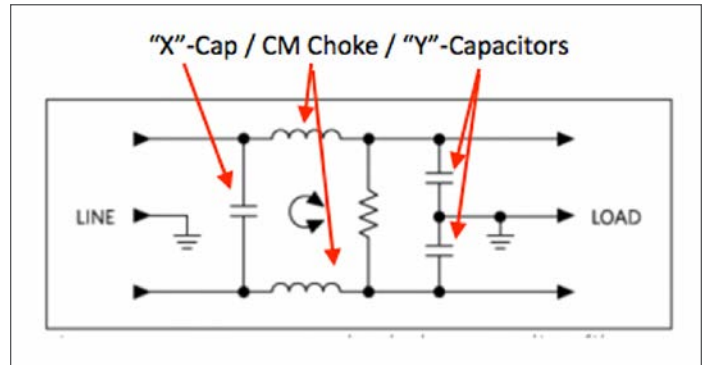 “X”-Cap / CM Choke / “Y”-Capacitors
LINE
LOAD